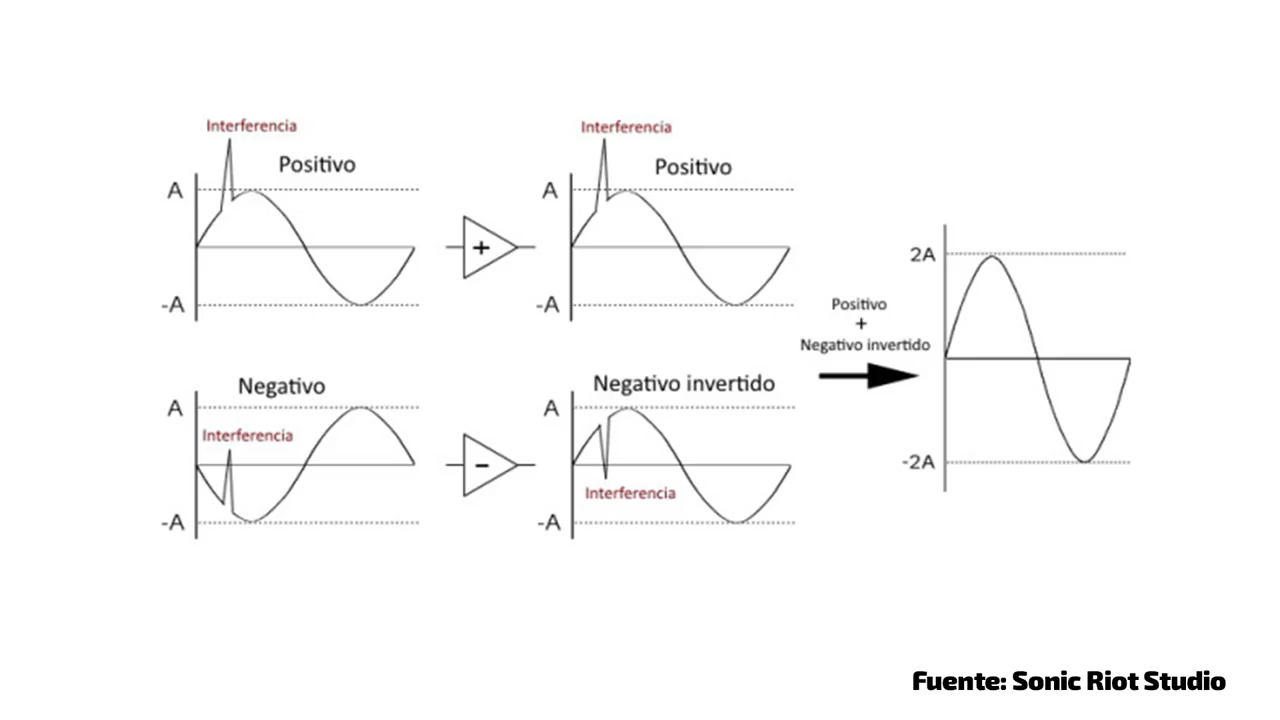 Interferencia
Positivo
A
-A
+
Interferencia
Positivo
A
-A
Negativo
A
Interferencia
-A
-
Negativo invertido
A
Interferencia
-A
Positivo
+
Negativo invertido
2A
-2A
Fuente: Sonic Riot Studio